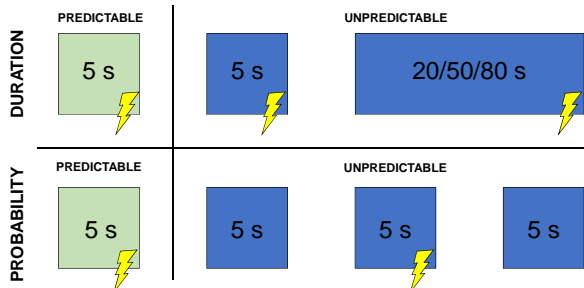 PREDICTABLE
UNPREDICTABLE
DURATION
5 s
5 s
20/50/80 s
PREDICTABLE
UNPREDICTABLE
PROBABILITY
5 s
5 s
5 s
5 s